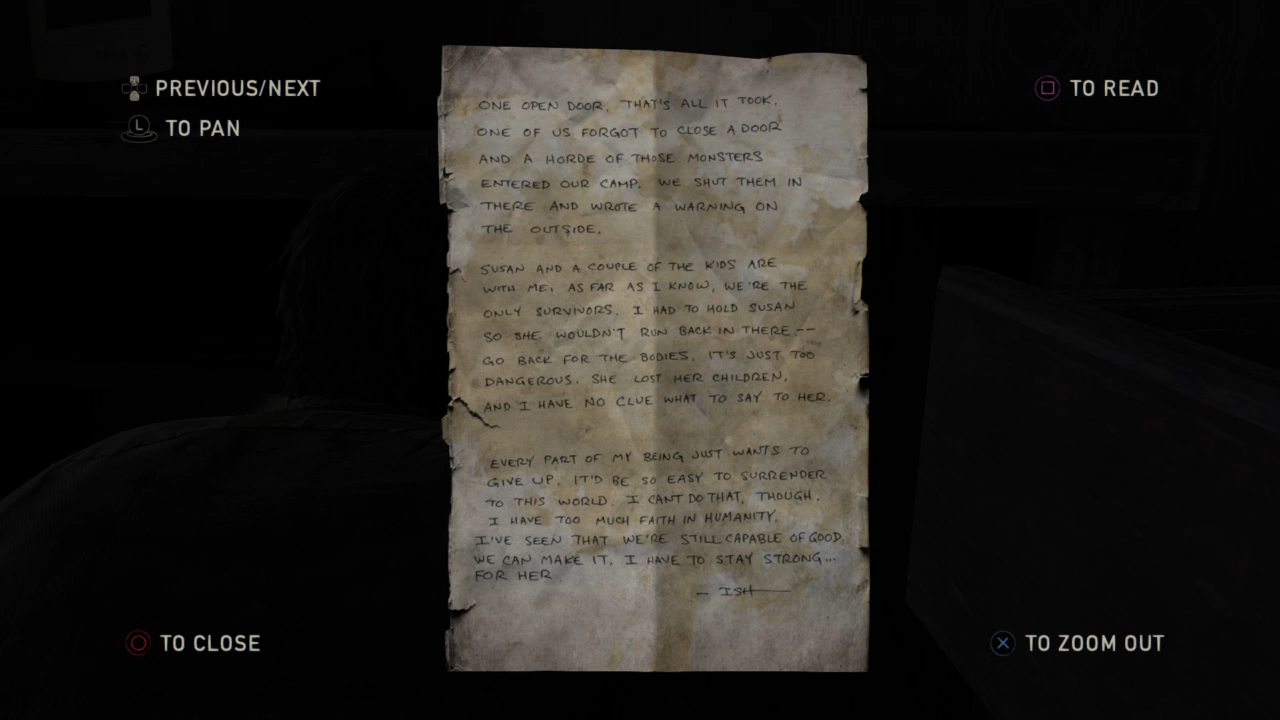 PREVIOUS/NEXT
L TO PAN
TO READ
ONE OPEN DOOR. THAT'S ALL IT TOOK.
ONE OF US FORGOT TO CLOSE A DOOR
AND A HORDE OF THOSE MONSTERS
ENTERED OUR CAMP. WE SHUT THEM IN
THERE AND WROTE A WARNING ON
THE OUTSIDE.
SUSAN AND A COUPLE OF THE KIDS ARE
WITH ME; AS FAR AS I KNOW, WE'RE THE
ONLY SURVIVORS. I HAD TO HOLD SUSAN
SO SHE WOULDN'T RUN BACK IN THERE --
GO BACK FOR THE BODIES. IT'S JUST TOO
DANGEROUS. SHE LOST HER CHILDREN,
AND I HAVE NO CLUE WHAT TO SAY TO HER.
EVERY PART OF MY BEING JUST WANTS TO
GIVE UP. IT'D BE SO EASY TO SURRENDER
TO THIS WORLD. I CAN'T DO THAT, THOUGH.
I HAVE TOO MUCH FAITH IN HUMANITY.
I'VE SEEN THAT WE'RE STILL CAPABLE OF GOOD.
WE CAN MAKE IT. I HAVE TO STAY STRONG...
FOR HER
— ISH
TO CLOSE
TO ZOOM OUT